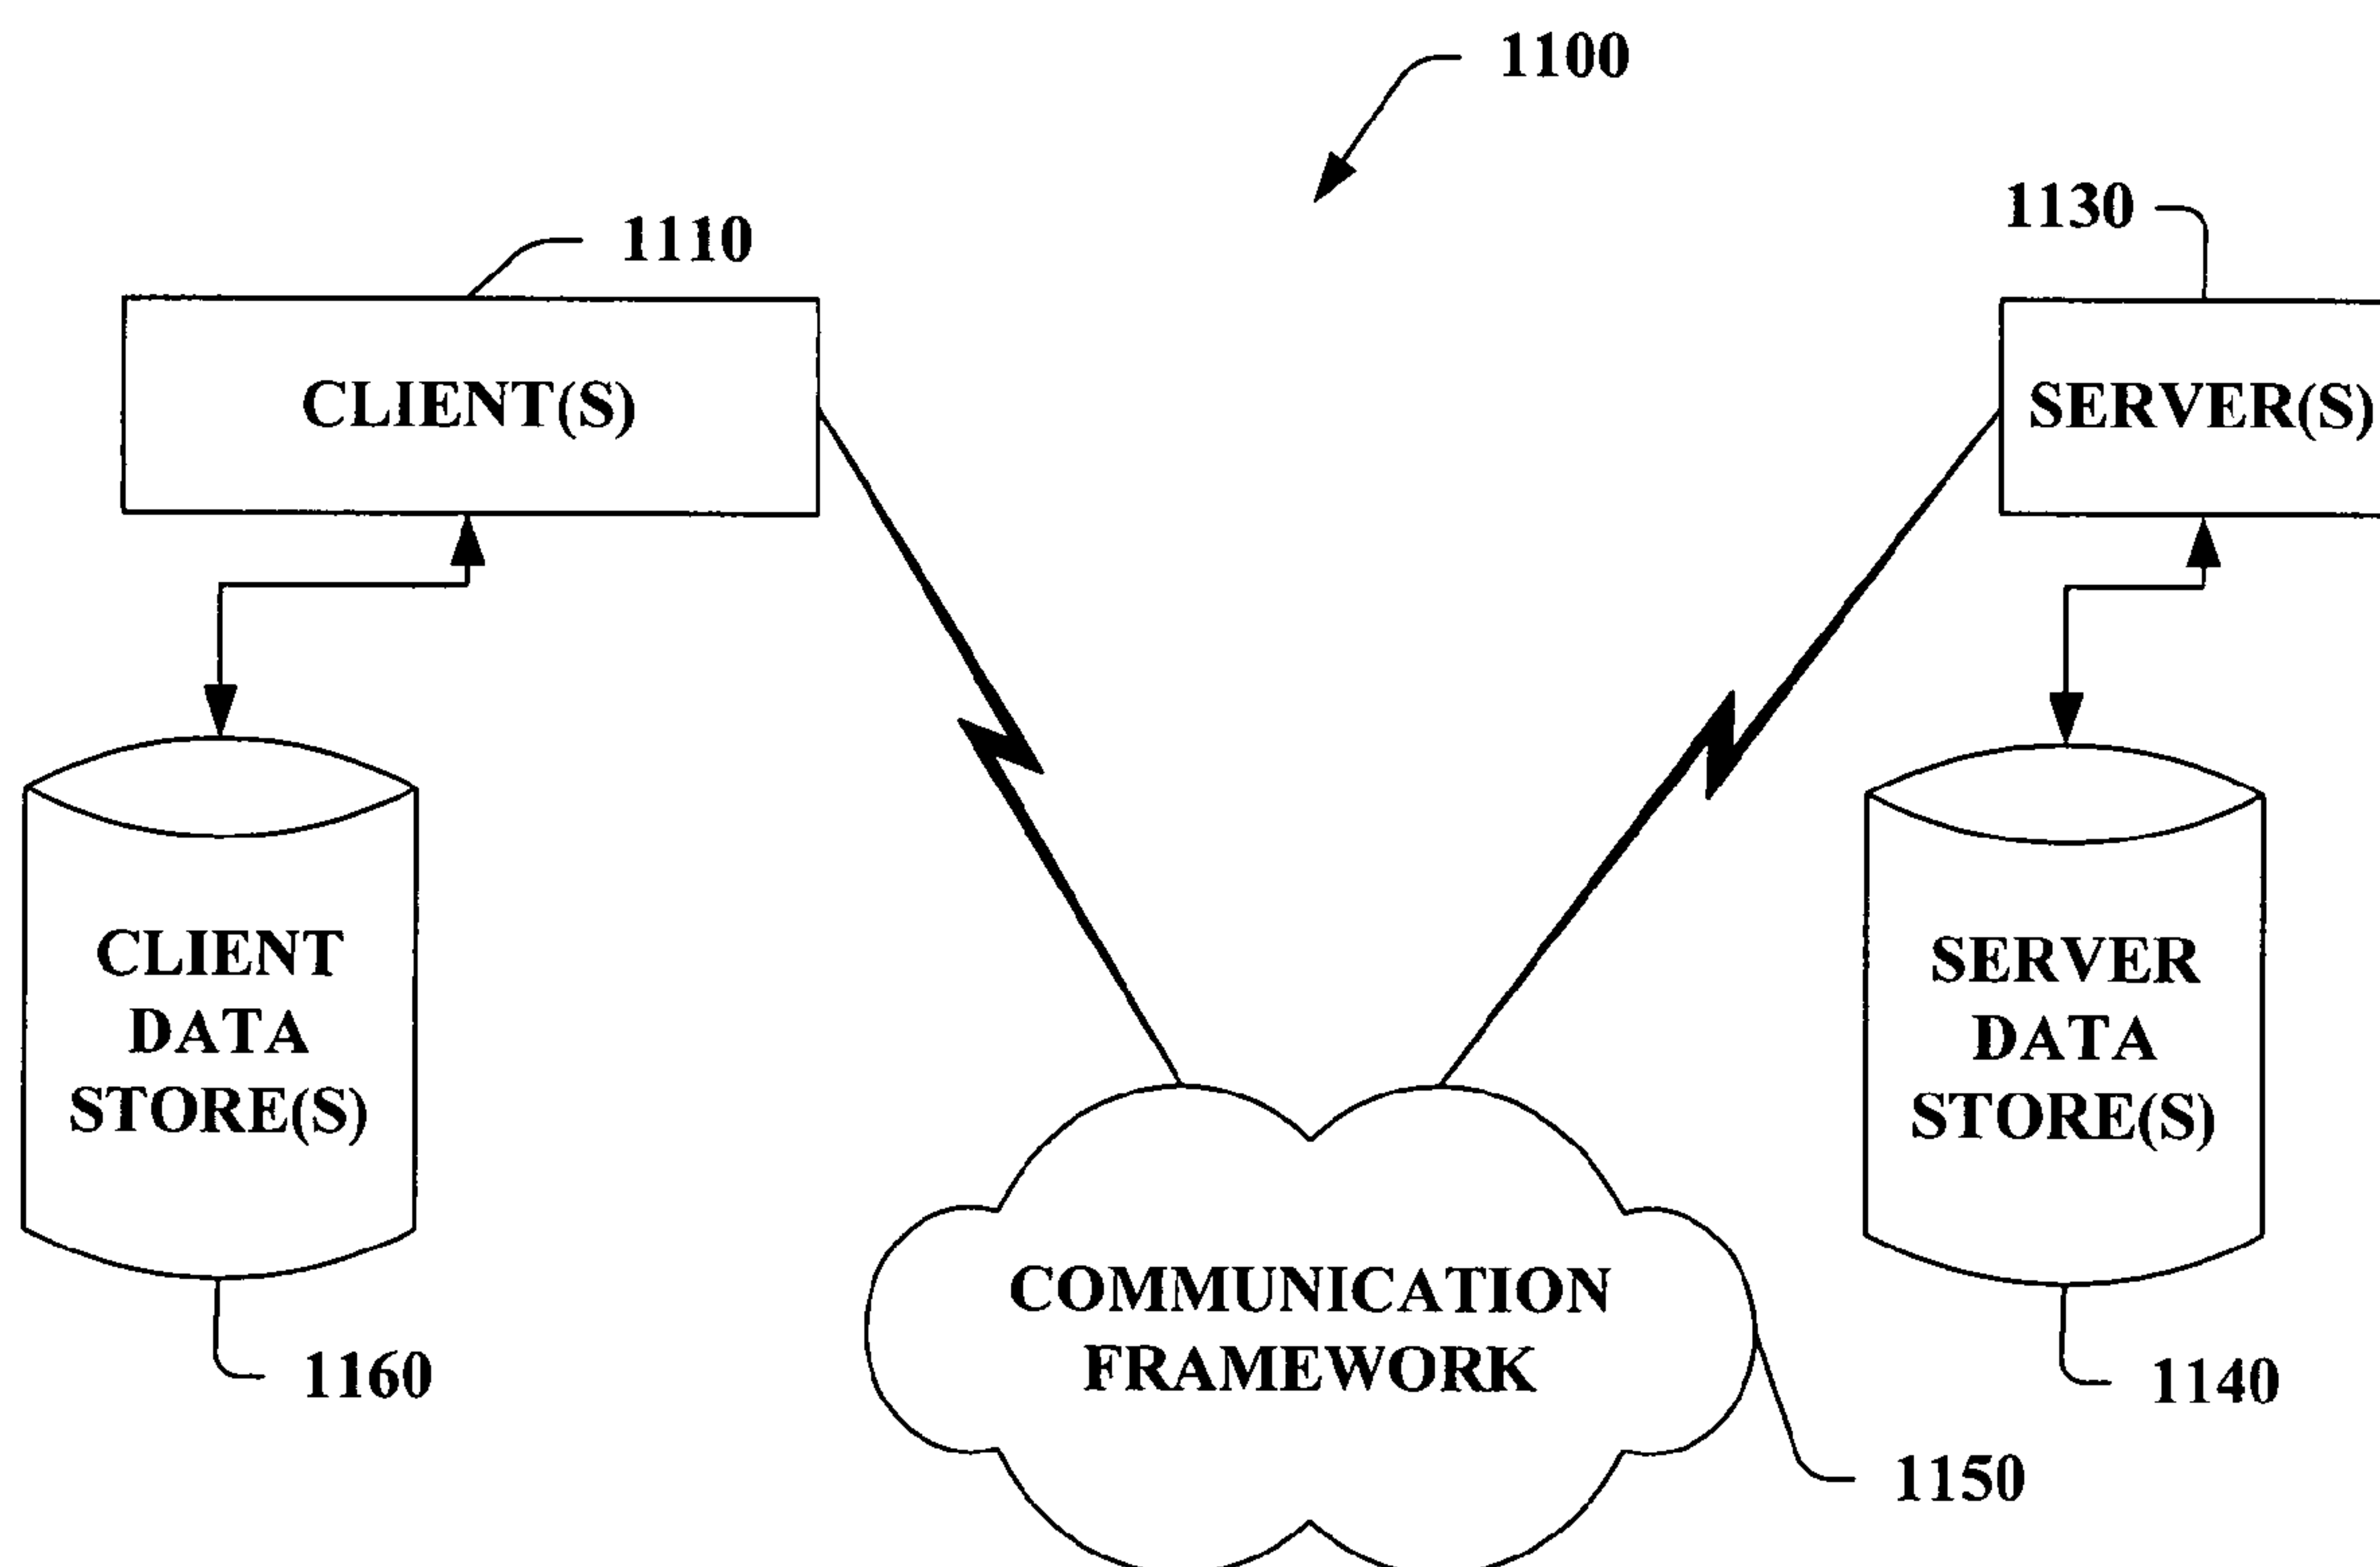 1100
1110
1130
CLIENT(S)
SERVER(S)
CLIENT
DATA
STORE(S)
SERVER
DATA
STORE(S)
COMMUNICATION
FRAMEWORK
1160
1140
1150